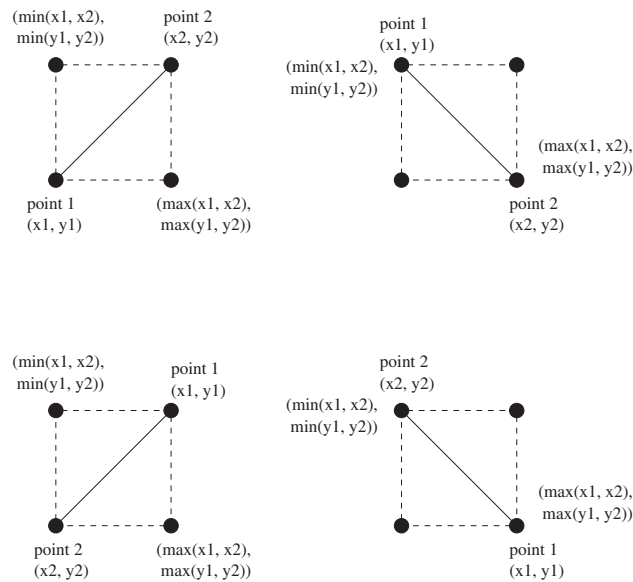 (min(x1, x2),
min(y1, y2))
point 2
(x2, y2)
point 1
(x1, y1)
(max(x1, x2),
max(y1, y2))
point 1
(x1, y1)
(min(x1, x2),
min(y1, y2))
(max(x1, x2),
max(y1, y2))
point 2
(x2, y2)
(min(x1, x2),
min(y1, y2))
point 1
(x1, y1)
point 2
(x2, y2)
(max(x1, x2),
max(y1, y2))
point 2
(x2, y2)
(min(x1, x2),
min(y1, y2))
(max(x1, x2),
max(y1, y2))
point 1
(x1, y1)